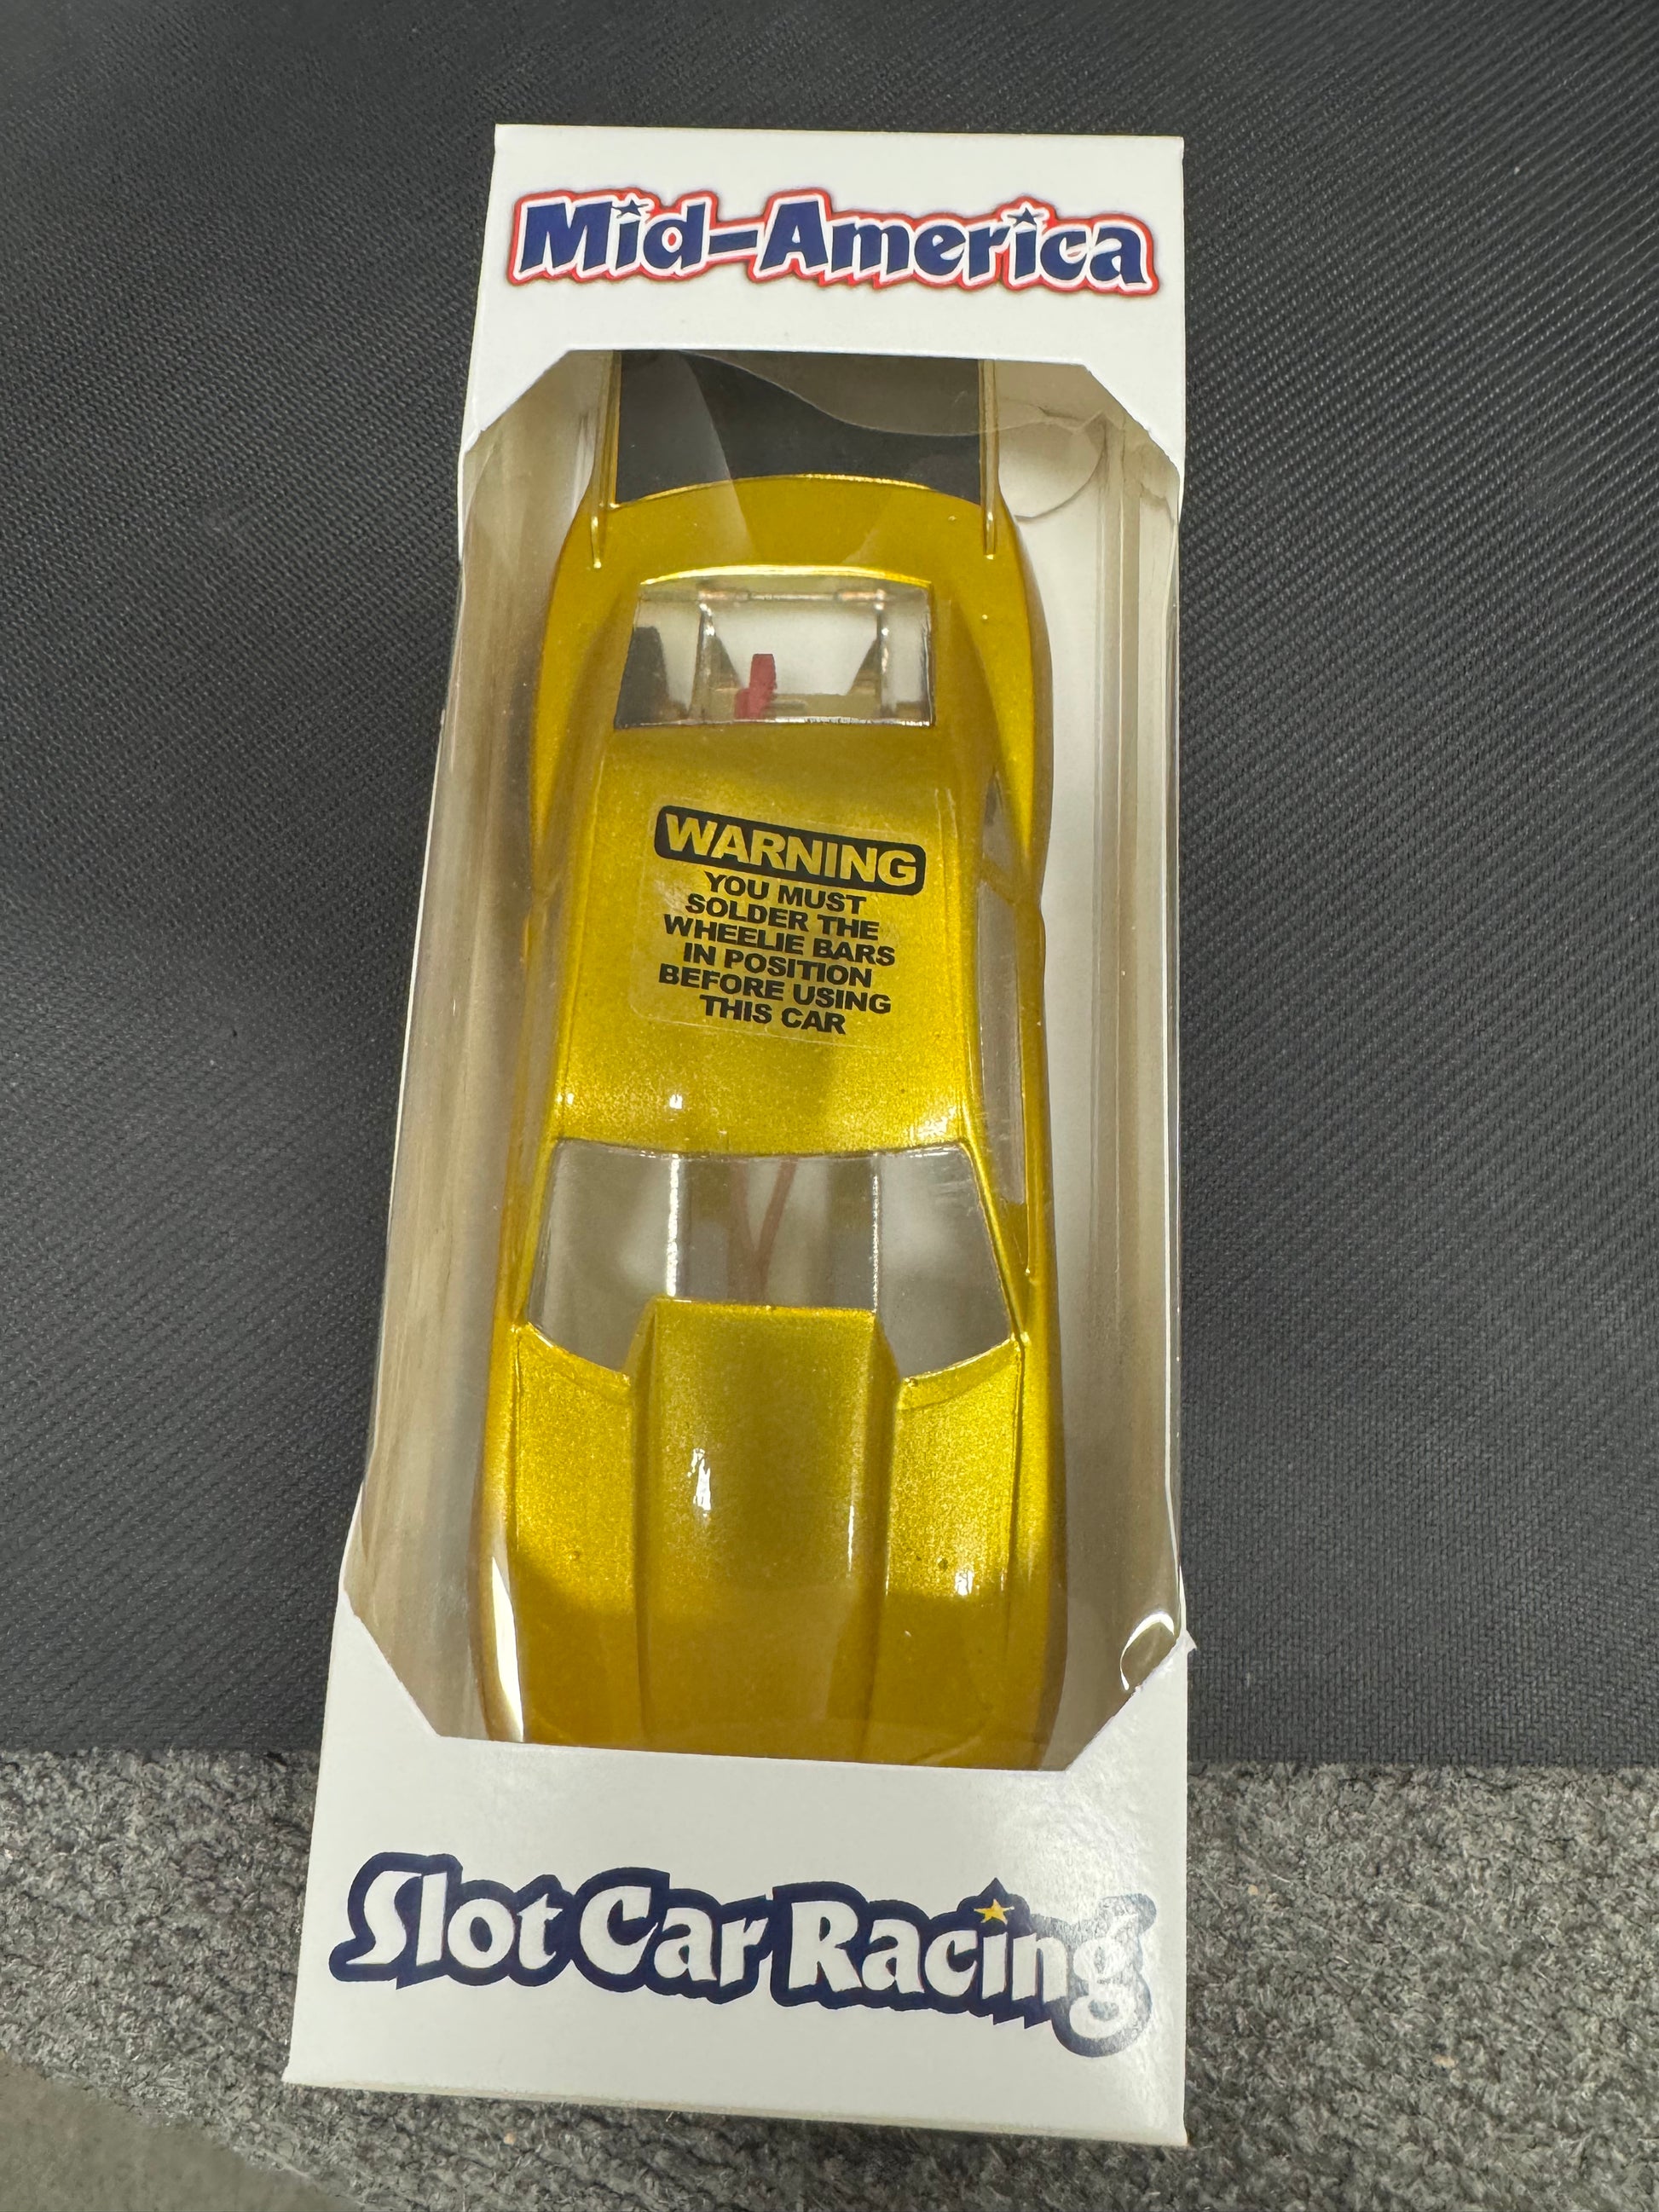 Mid-America
WARNING
YOU MUST
SOLDER THE
WHEELIE BARS
IN POSITION
BEFORE USING
THIS CAR
Slot Car Racing